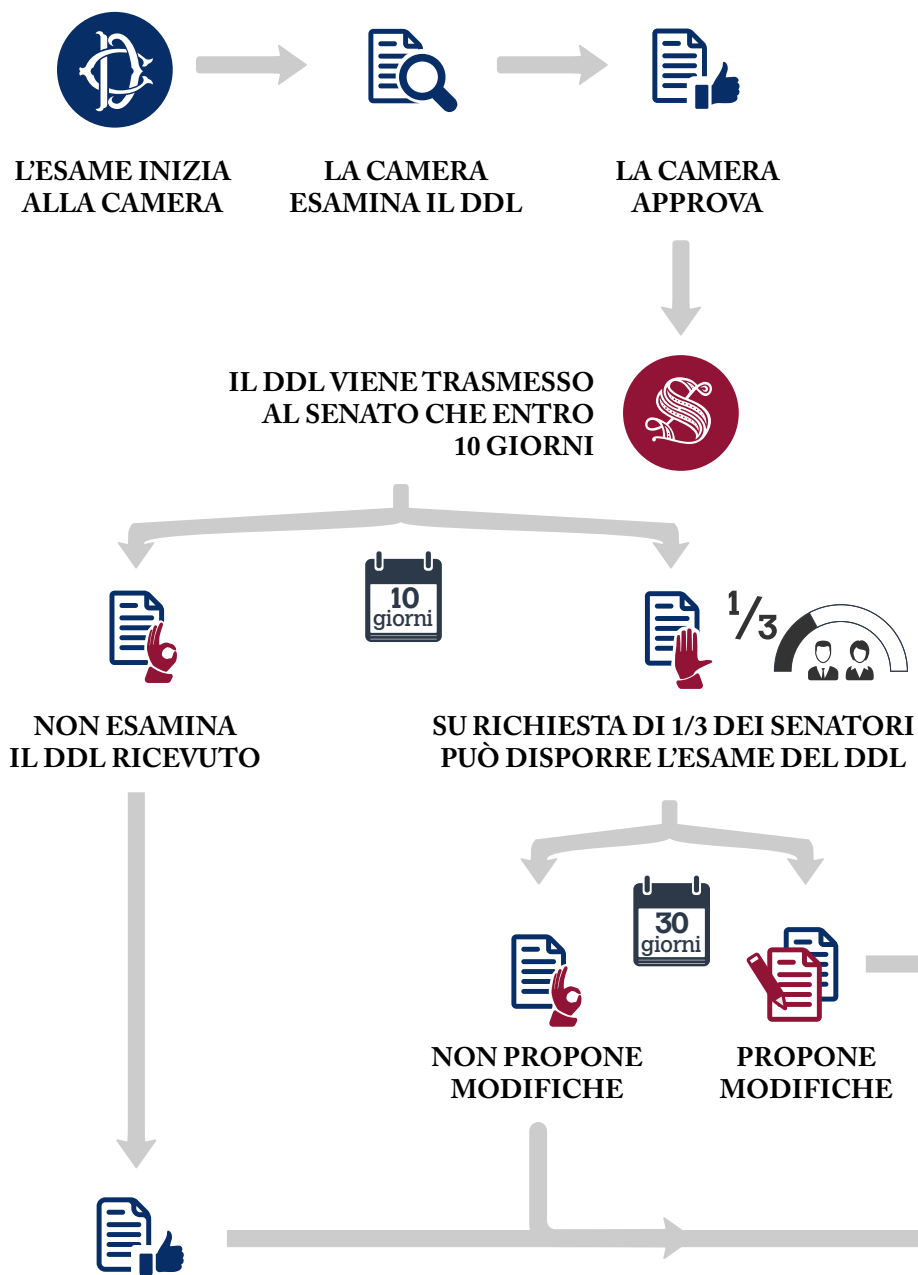 L'ESAME INIZIA
ALLA CAMERA
LA CAMERA
ESAMINA IL DDL
LA CAMERA
APPROVA
IL DDL VIENE TRASMESSO
AL SENATO CHE ENTRO
10 GIORNI
10
giorni
1/3
NON ESAMINA
IL DDL RICEVUTO
SU RICHIESTA DI 1/3 DEI SENATORI
PUÒ DISPORRE L'ESAME DEL DDL
30
giorni
NON PROPONE
MODIFICHE
PROPONE
MODIFICHE